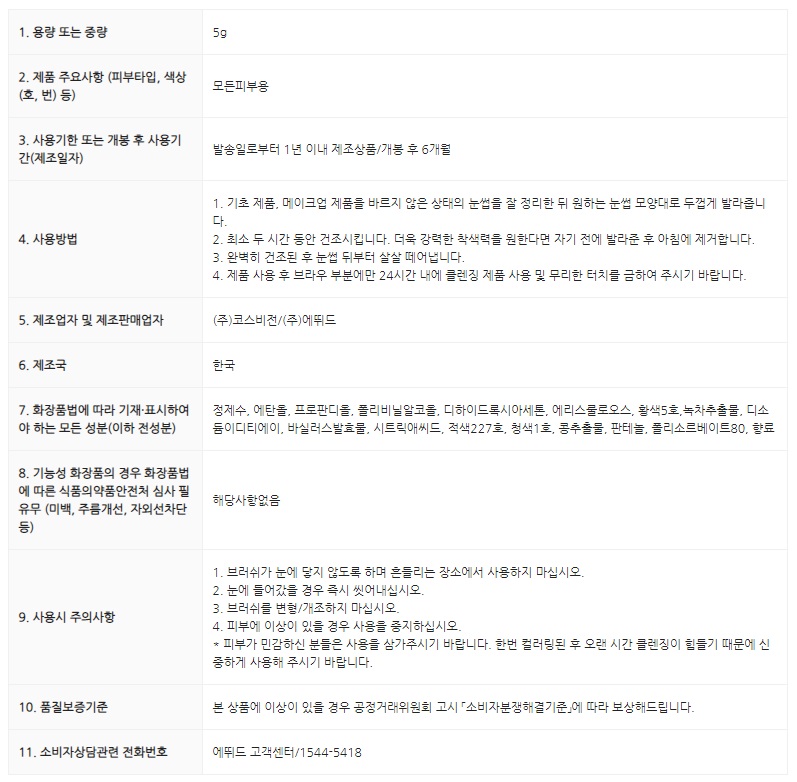 1. 용량 또는 중량
5g
2. 제품 주요사항 (피부타입, 색상
(호, 번) 등)
모든피부용
3. 사용기한 또는 개봉 후 사용기
간(제조일자)
발송일로부터 1년 이내 제조상품/개봉 후 6개월
4. 사용방법
1. 기초 제품, 메이크업 제품을 바르지 않은 상태의 눈썹을 잘 정리한 뒤 원하는 눈썹 모양대로 두껍게 발라줍니
다.
2. 최소 두 시간 동안 건조시킵니다. 더욱 강력한 착색력을 원한다면 자기 전에 발라준 후 아침에 제거합니다.
3. 완벽히 건조된 후 눈썹 뒤부터 살살 떼어냅니다.
4. 제품 사용 후 브라우 부분에만 24시간 내에 클렌징 제품 사용 및 무리한 터치를 금하여 주시기 바랍니다.
5. 제조업자 및 제조판매업자
(주)코스비전/(주)에뛰드
6. 제조국
한국
7. 화장품법에 따라 기재·표시하여
야 하는 모든 성분(이하 전성분)
정제수, 에탄올, 프로판디올, 폴리비닐알코올, 디하이드록시아세톤, 에리스룰로오스, 황색5호,녹차추출물, 디소
듐이디티에이, 바실러스발효물, 시트릭애씨드, 적색227호, 청색1호, 콩추출물, 판테놀, 폴리소르베이트80, 향료
8. 기능성 화장품의 경우 화장품법
에 따른 식품의약품안전처 심사 필
유무 (미백, 주름개선, 자외선차단
등)
해당사항없음
9. 사용시 주의사항
1. 브러쉬가 눈에 닿지 않도록 하며 흔들리는 장소에서 사용하지 마십시오.
2. 눈에 들어갔을 경우 즉시 씻어내십시오.
3. 브러쉬를 변형/개조하지 마십시오.
4. 피부에 이상이 있을 경우 사용을 중지하십시오.
* 피부가 민감하신 분들은 사용을 삼가주시기 바랍니다. 한번 컬러링된 후 오랜 시간 클렌징이 힘들기 때문에 신
중하게 사용해 주시기 바랍니다.
10. 품질보증기준
본 상품에 이상이 있을 경우 공정거래위원회 고시 「소비자분쟁해결기준」에 따라 보상해드립니다.
11. 소비자상담관련 전화번호
에뛰드 고객센터/1544-5418